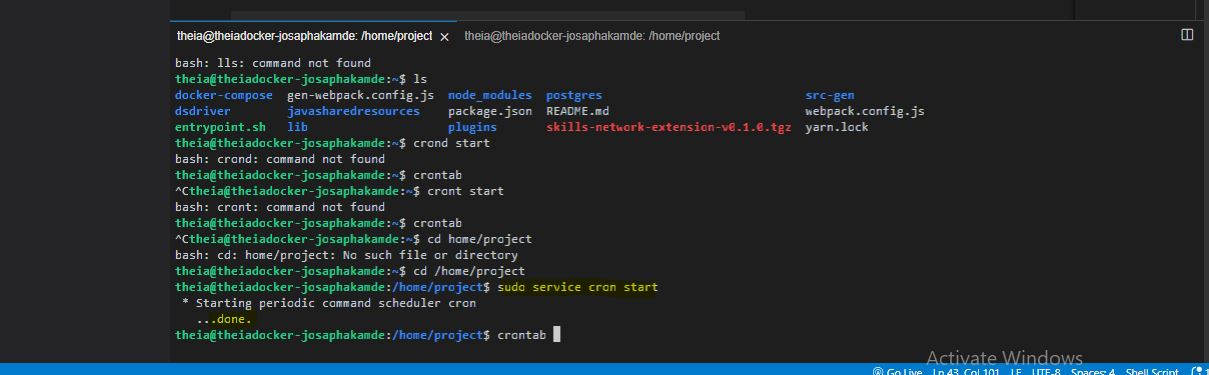 theia@theiadocker-josaphakamde: /home/project × theia@theiadocker-josaphakamde: /home/project
bash: lls: command not found
theia@theiadocker-josaphakamde:~$ ls
docker-compose gen-webpack.config.js node_modules postgres src-gen
dsdriver javasharedresources package.json README.md webpack.config.js
entrypoint.sh lib plugins skills-network-extension-v0.1.0.tgz yarn.lock
theia@theiadocker-josaphakamde:~$ crond start
bash: crond: command not found
theia@theiadocker-josaphakamde:~$ crontab
^Ctheia@theiadocker-josaphakamde:~$ cront start
bash: cront: command not found
theia@theiadocker-josaphakamde:~$ crontab
^Ctheia@theiadocker-josaphakamde:~$ cd home/project
bash: cd: home/project: No such file or directory
theia@theiadocker-josaphakamde:~$ cd /home/project
theia@theiadocker-josaphakamde:/home/project$ sudo service cron start
* Starting periodic command scheduler cron
...done.
theia@theiadocker-josaphakamde:/home/project$ crontab
Activate Windows
Go Live Ln 43, Col 101 LF UTF-8 Spaces: 4 Shell Script